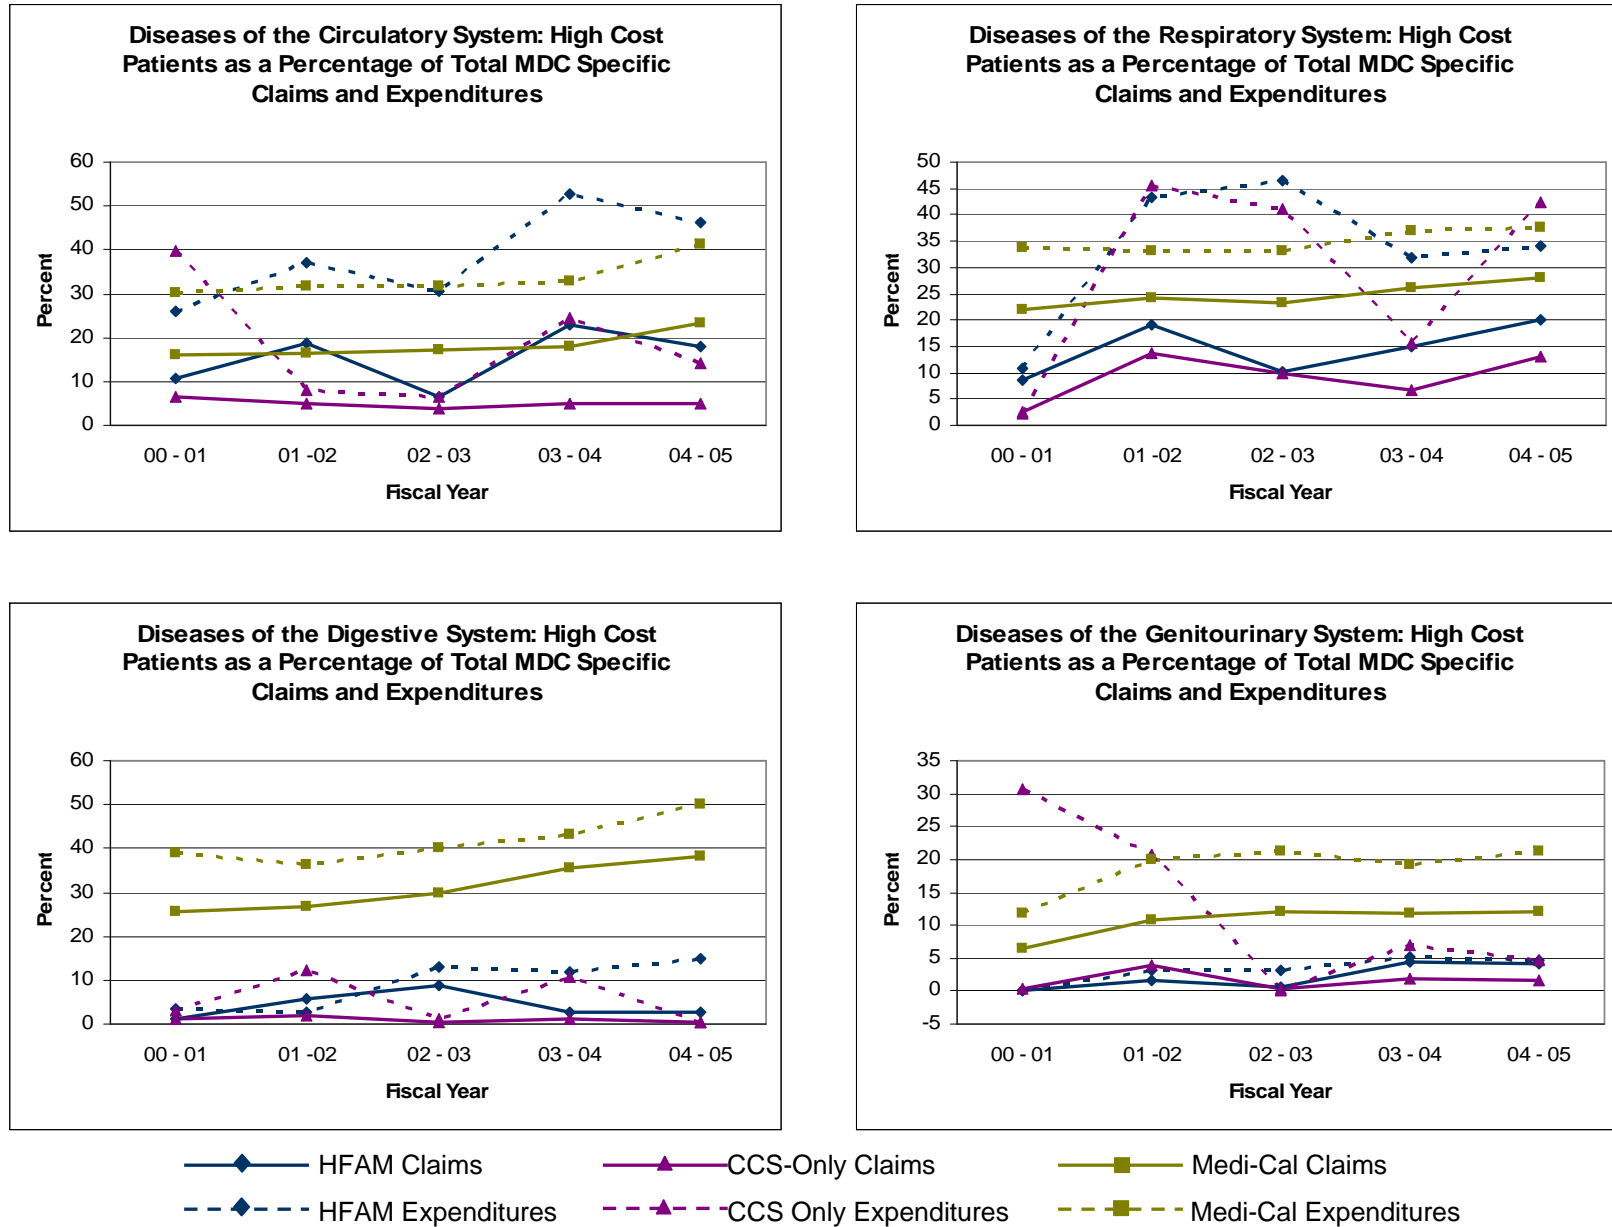 Diseases of the Circulatory System: High Cost
Patients as a Percentage of Total MDC Specific
Claims and Expenditures
Percent
60
50
40
30
20
10
0
00 - 01 01 -02 02 - 03 03 - 04 04 - 05
Fiscal Year
Diseases of the Respiratory System: High Cost
Patients as a Percentage of Total MDC Specific
Claims and Expenditures
Percent
50
45
40
35
30
25
20
15
10
5
0
00 - 01 01 -02 02 - 03 03 - 04 04 - 05
Fiscal Year
Diseases of the Digestive System: High Cost
Patients as a Percentage of Total MDC Specific
Claims and Expenditures
Percent
60
50
40
30
20
10
0
00 - 01 01 -02 02 - 03 03 - 04 04 - 05
Fiscal Year
Diseases of the Genitourinary System: High Cost
Patients as a Percentage of Total MDC Specific
Claims and Expenditures
Percent
35
30
25
20
15
10
5
0
-5
00 - 01 01 -02 02 - 03 03 - 04 04 - 05
Fiscal Year
HFAM Claims CCS-Only Claims Medi-Cal Claims
HFAM Expenditures CCS Only Expenditures Medi-Cal Expenditures